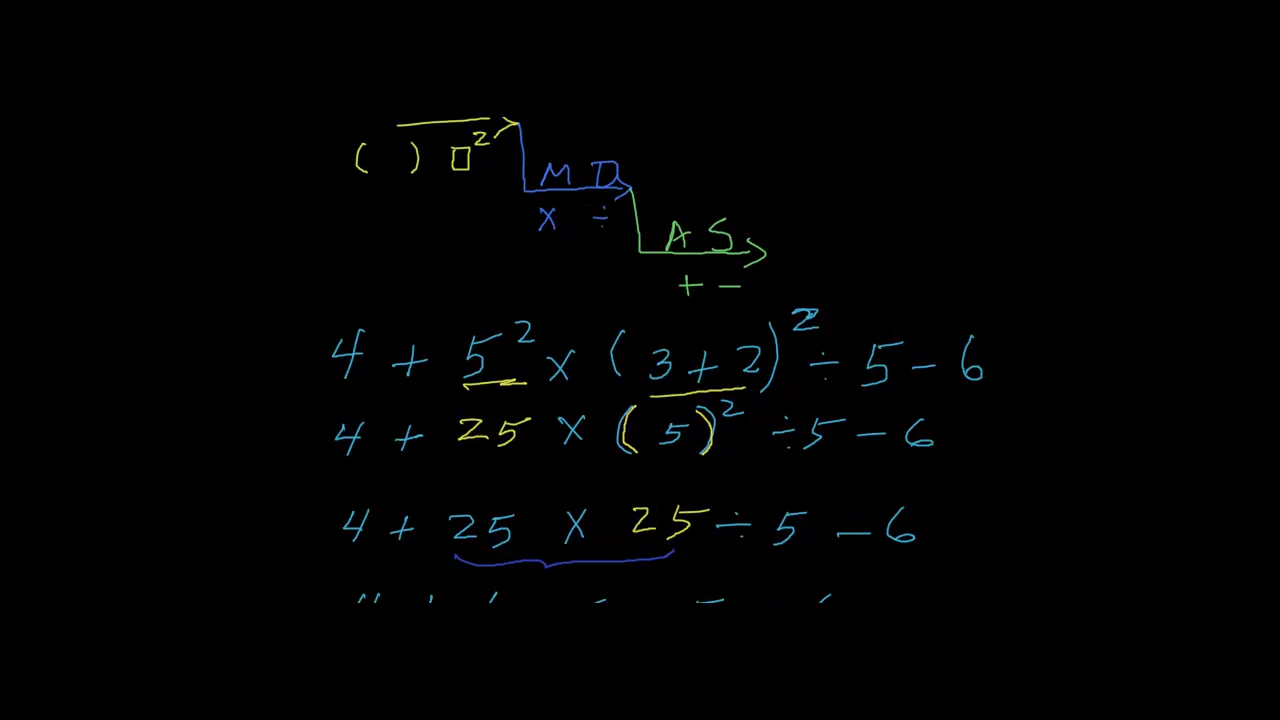 ( ) □²
M D
× ÷
A S
+ −
4 + 5² × (3 + 2)² ÷ 5 − 6
4 + 25 × (5)² ÷ 5 − 6
4 + 25 × 25 ÷ 5 − 6